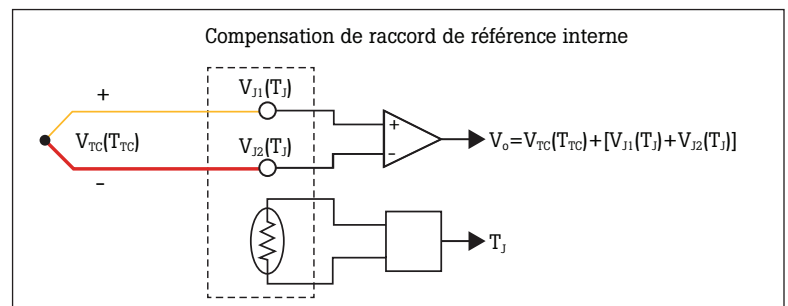 Compensation de raccord de référence interne
+
V_J1(T_J)
V_TC(T_TC)
V_J2(T_J)
–
+
-
V_o=V_TC(T_TC)+[V_J1(T_J)+V_J2(T_J)]
T_J